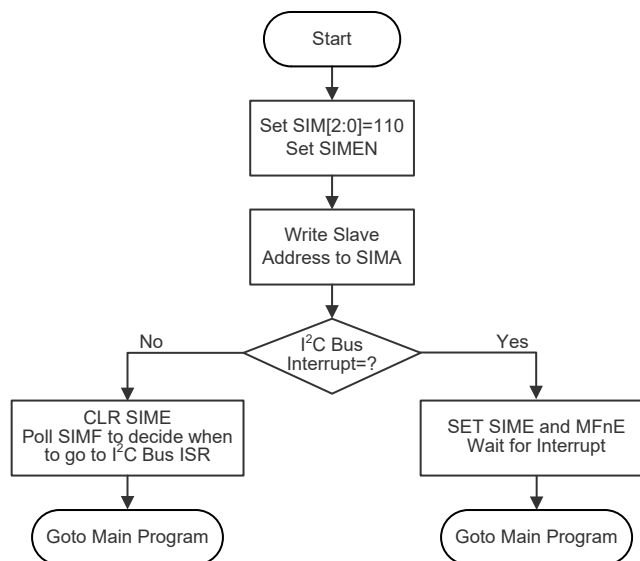 Start
Set SIM[2:0]=110
Set SIMEN
Write Slave
Address to SIMA
I²C Bus
Interrupt=?
No
Yes
CLR SIME
Poll SIMF to decide when
to go to I²C Bus ISR
SET SIME and MFnE
Wait for Interrupt
Goto Main Program
Goto Main Program